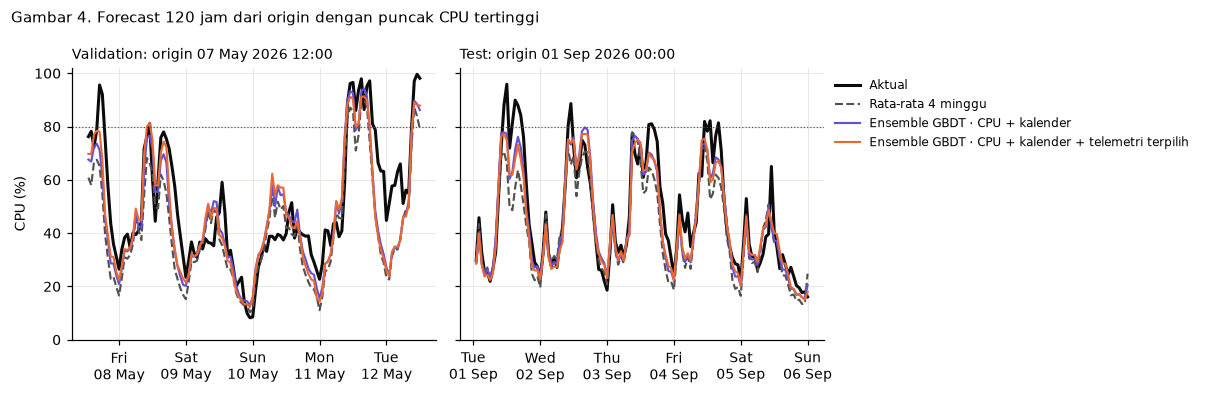 Gambar 4. Forecast 120 jam dari origin dengan puncak CPU tertinggi
Validation: origin 07 May 2026 12:00
Test: origin 01 Sep 2026 00:00
100
80
60
40
20
0
CPU (%)
Fri
08 May
Sat
09 May
Sun
10 May
Mon
11 May
Tue
12 May
Tue
01 Sep
Wed
02 Sep
Thu
03 Sep
Fri
04 Sep
Sat
05 Sep
Sun
06 Sep
Aktual
Rata-rata 4 minggu
Ensemble GBDT · CPU + kalender
Ensemble GBDT · CPU + kalender + telemetri terpilih